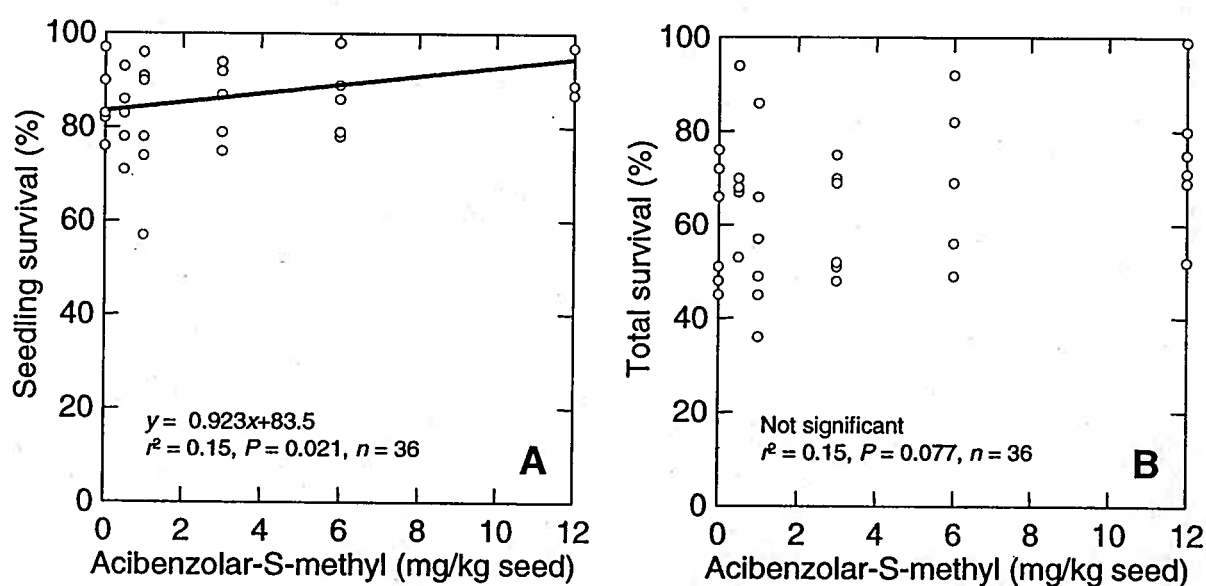 100
80
60
40
20
0
Seedling survival (%)
y = 0.923x+83.5
r² = 0.15, P = 0.021, n = 36
A
0 2 4 6 8 10 12
Acibenzolar-S-methyl (mg/kg seed)
100
80
60
40
20
0
Total survival (%)
Not significant
r² = 0.15, P = 0.077, n = 36
B
0 2 4 6 8 10 12
Acibenzolar-S-methyl (mg/kg seed)